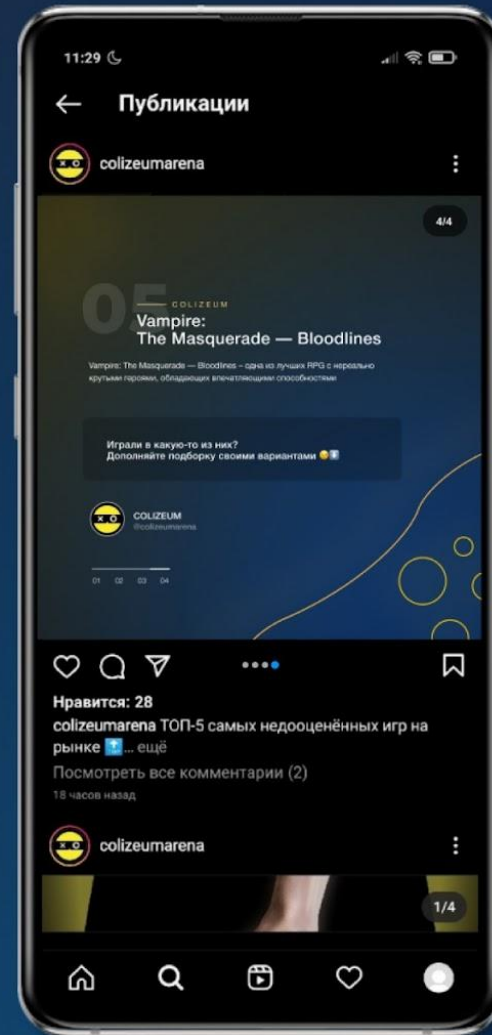 11:29
Публикации
colizeumarena
4/4
05
COLIZEUM
Vampire:
The Masquerade — Bloodlines
Vampire: The Masquerade — Bloodlines – одна из лучших RPG с нереально
крутыми героями, обладающих впечатляющими способностями
Играли в какую-то из них?
Дополняйте подборку своими вариантами
COLIZEUM
@colizeumarena
01 02 03 04
Нравится: 28
colizeumarena ТОП-5 самых недооценённых игр на
рынке ... ещё
Посмотреть все комментарии (2)
18 часов назад
colizeumarena
1/4